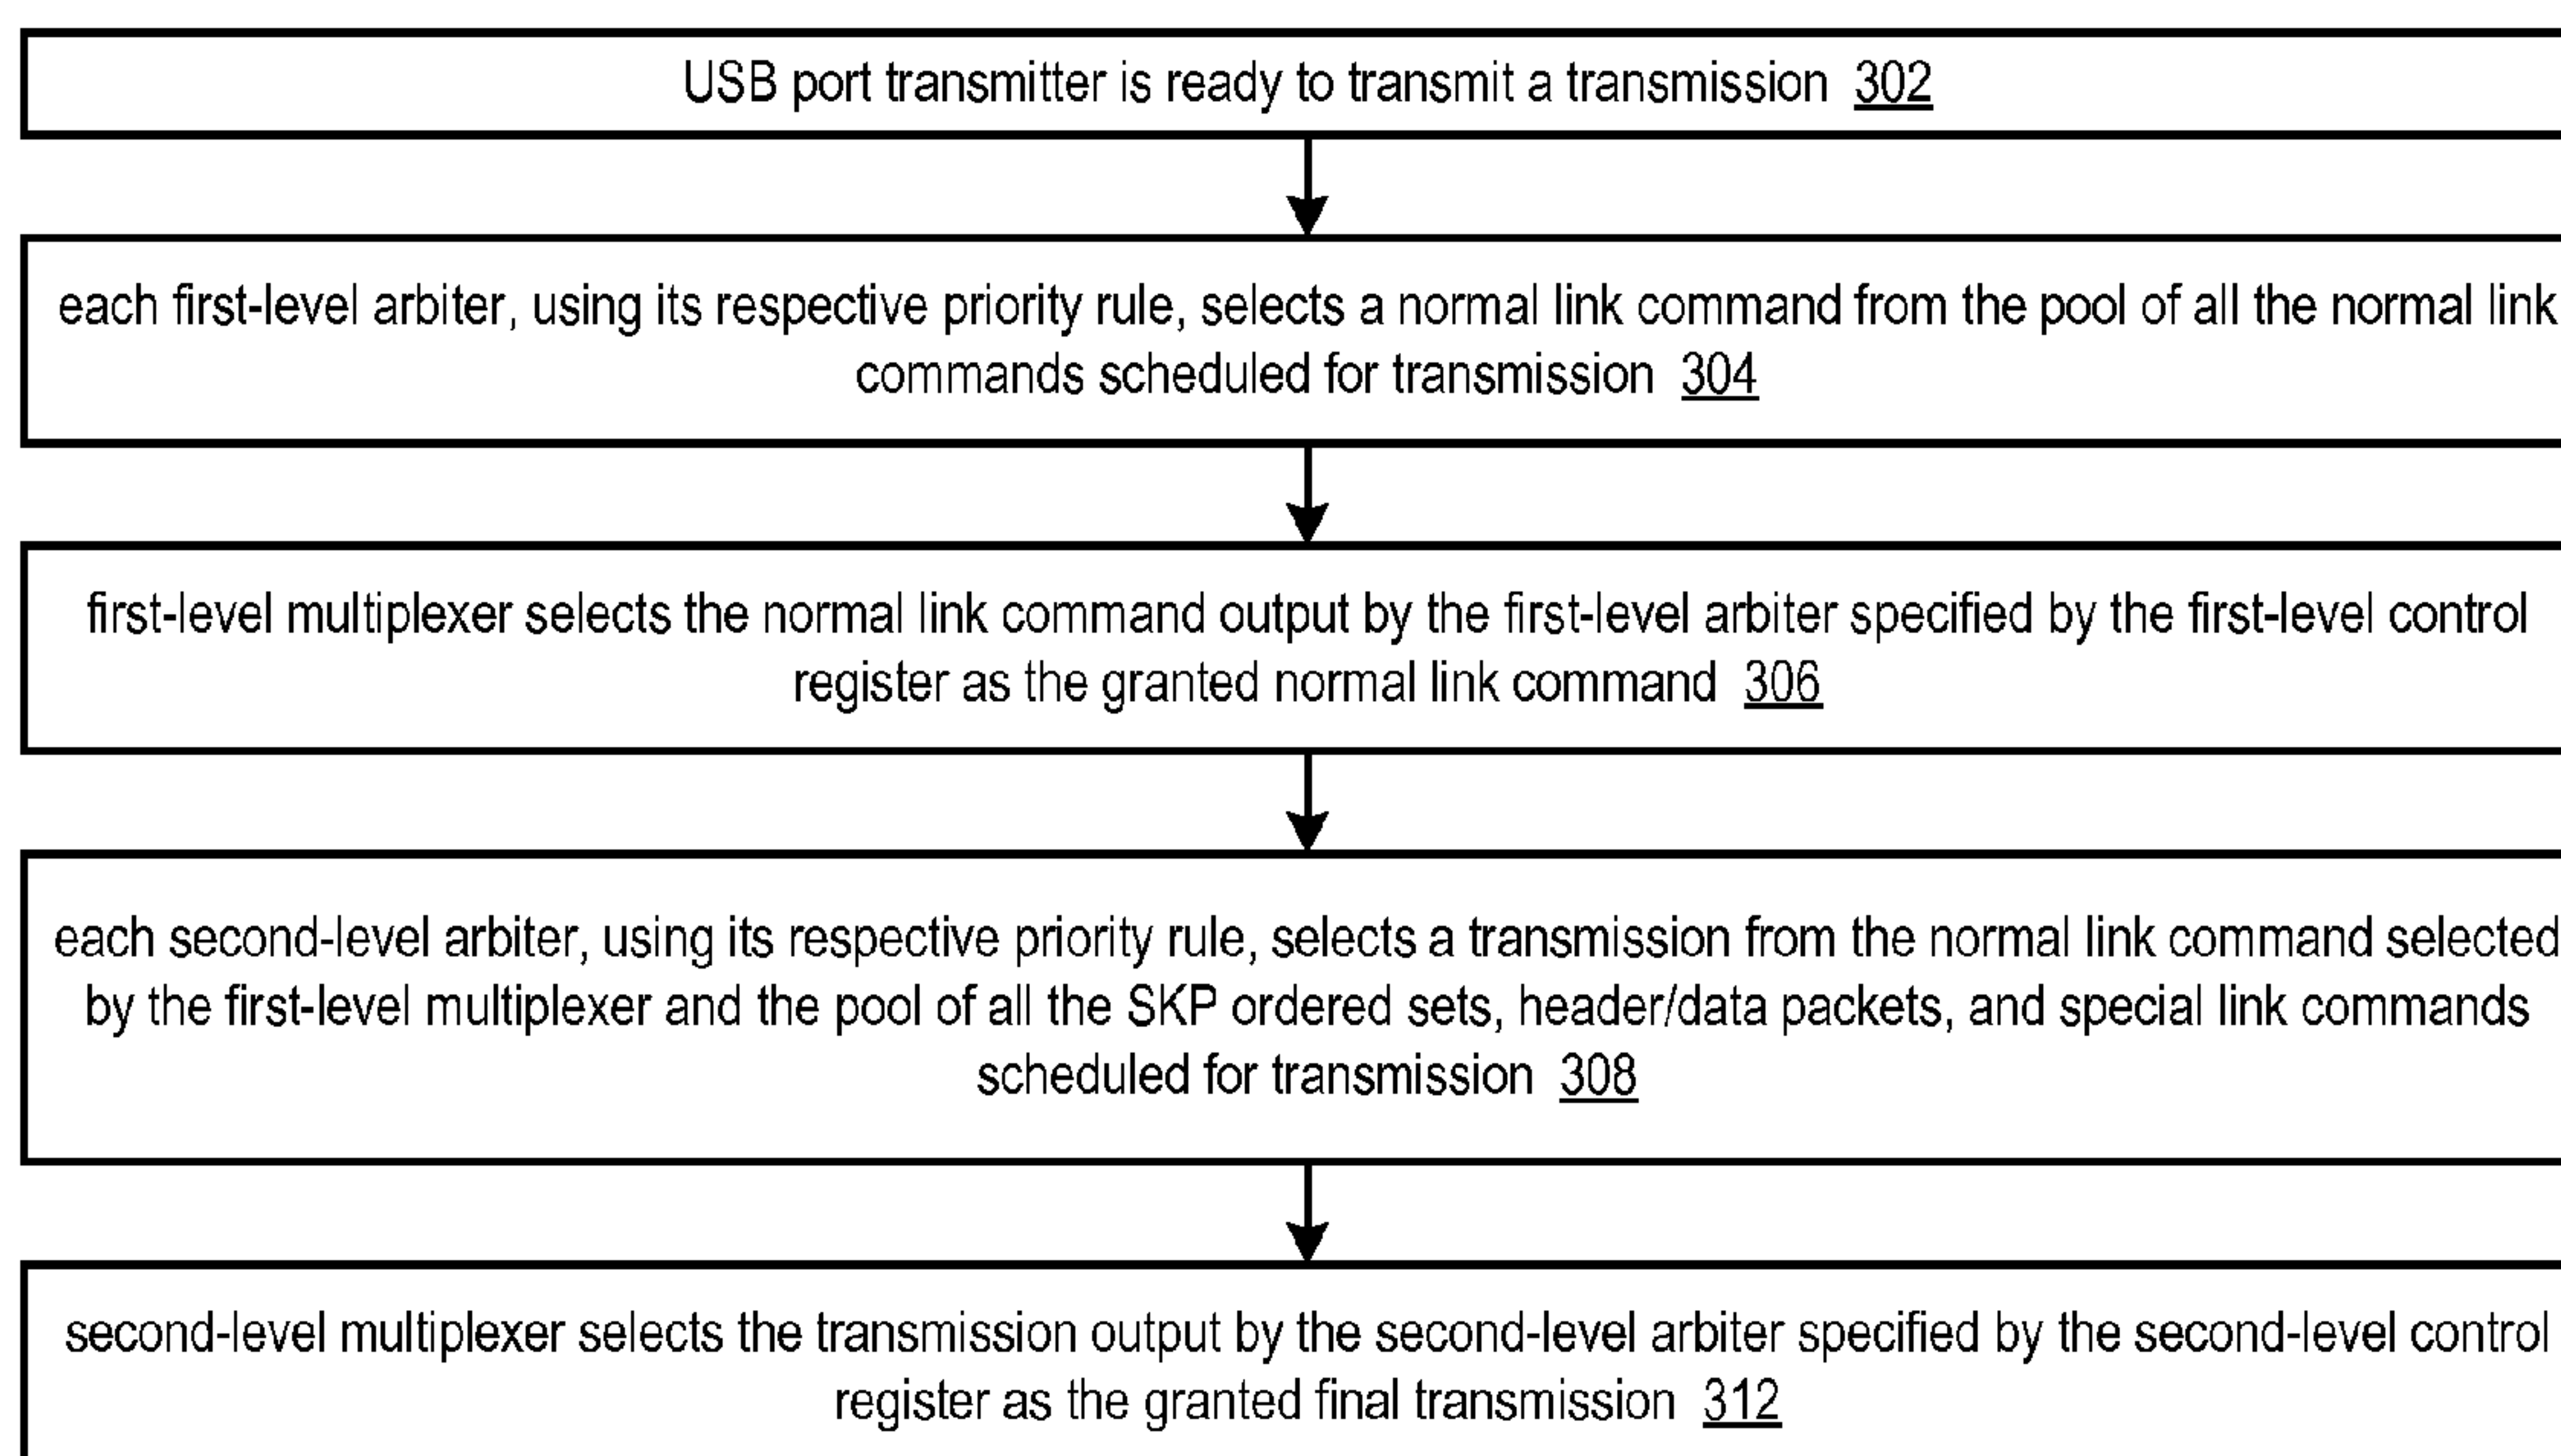 USB port transmitter is ready to transmit a transmission 302
each first-level arbiter, using its respective priority rule, selects a normal link command from the pool of all the normal link
commands scheduled for transmission 304
first-level multiplexer selects the normal link command output by the first-level arbiter specified by the first-level control
register as the granted normal link command 306
each second-level arbiter, using its respective priority rule, selects a transmission from the normal link command selected
by the first-level multiplexer and the pool of all the SKP ordered sets, header/data packets, and special link commands
scheduled for transmission 308
second-level multiplexer selects the transmission output by the second-level arbiter specified by the second-level control
register as the granted final transmission 312